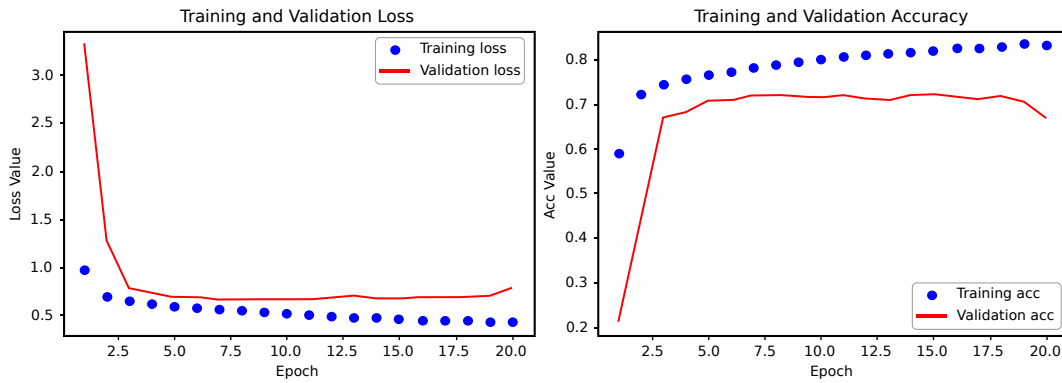 Training and Validation Loss
Loss Value
3.0
2.5
2.0
1.5
1.0
0.5
Training loss
Validation loss
2.5 5.0 7.5 10.0 12.5 15.0 17.5 20.0
Epoch
Training and Validation Accuracy
Acc Value
0.8
0.7
0.6
0.5
0.4
0.3
0.2
Training acc
Validation acc
2.5 5.0 7.5 10.0 12.5 15.0 17.5 20.0
Epoch